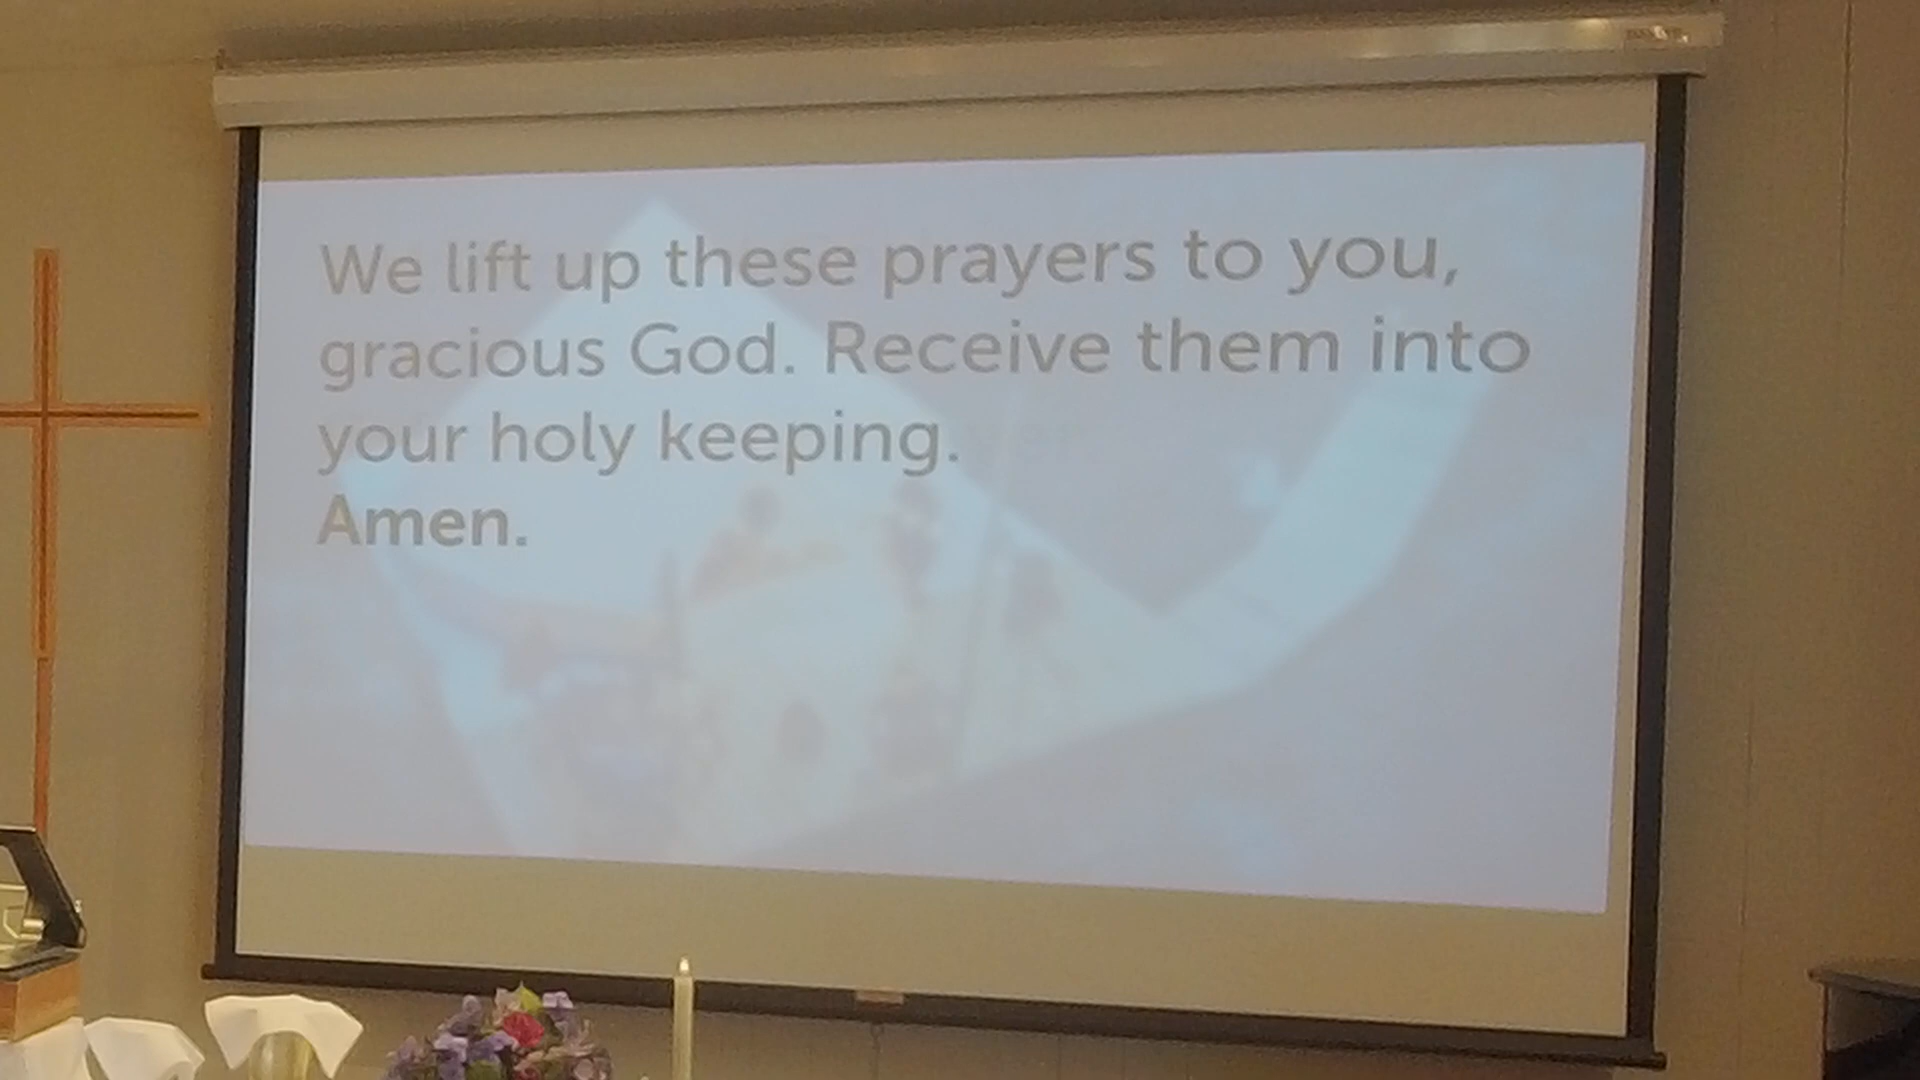 We lift up these prayers to you,
gracious God. Receive them into
your holy keeping.
Amen.